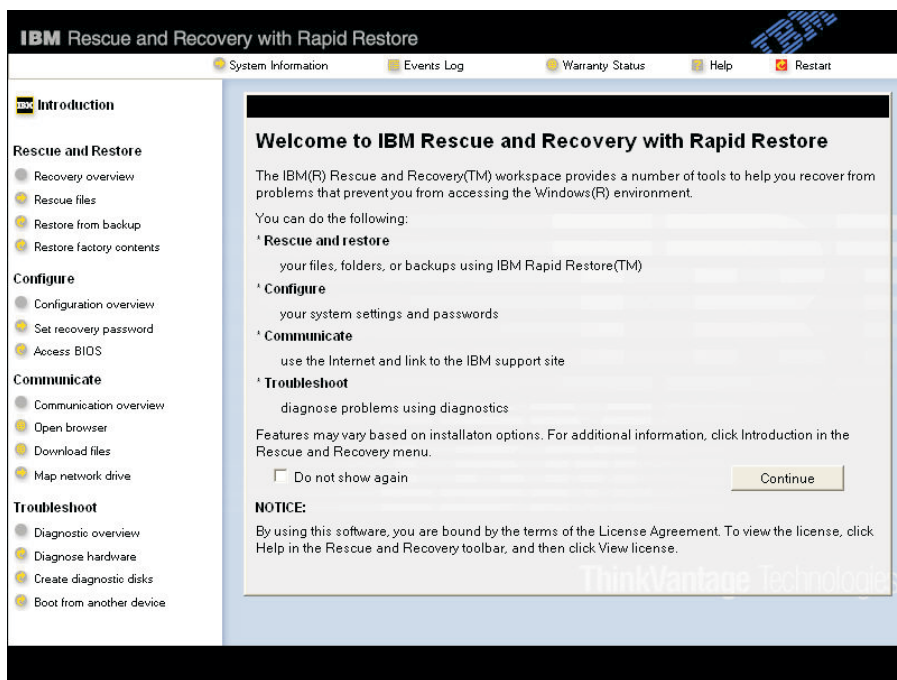 IBM Rescue and Recovery with Rapid Restore
IBM
System Information
Events Log
Warranty Status
Help
Restart
IBM Introduction
Rescue and Restore
Recovery overview
Rescue files
Restore from backup
Restore factory contents
Configure
Configuration overview
Set recovery password
Access BIOS
Communicate
Communication overview
Open browser
Download files
Map network drive
Troubleshoot
Diagnostic overview
Diagnose hardware
Create diagnostic disks
Boot from another device
Welcome to IBM Rescue and Recovery with Rapid Restore
The IBM(R) Rescue and Recovery(TM) workspace provides a number of tools to help you recover from
problems that prevent you from accessing the Windows(R) environment.
You can do the following:
* Rescue and restore
your files, folders, or backups using IBM Rapid Restore(TM)
* Configure
your system settings and passwords
* Communicate
use the Internet and link to the IBM support site
* Troubleshoot
diagnose problems using diagnostics
Features may vary based on installaton options. For additional information, click Introduction in the
Rescue and Recovery menu.
Do not show again
Continue
NOTICE:
By using this software, you are bound by the terms of the License Agreement. To view the license, click
Help in the Rescue and Recovery toolbar, and then click View license.
ThinkVantage Technologies